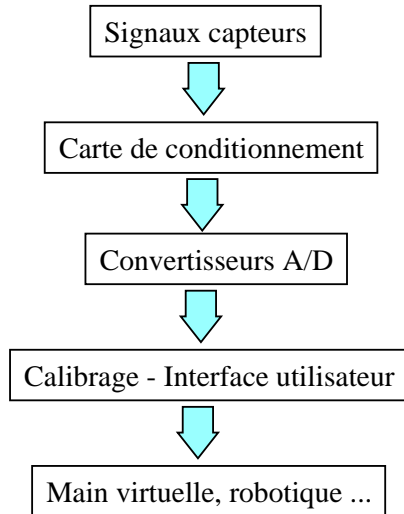 Signaux capteurs
Carte de conditionnement
Convertisseurs A/D
Calibrage - Interface utilisateur
Main virtuelle, robotique ...